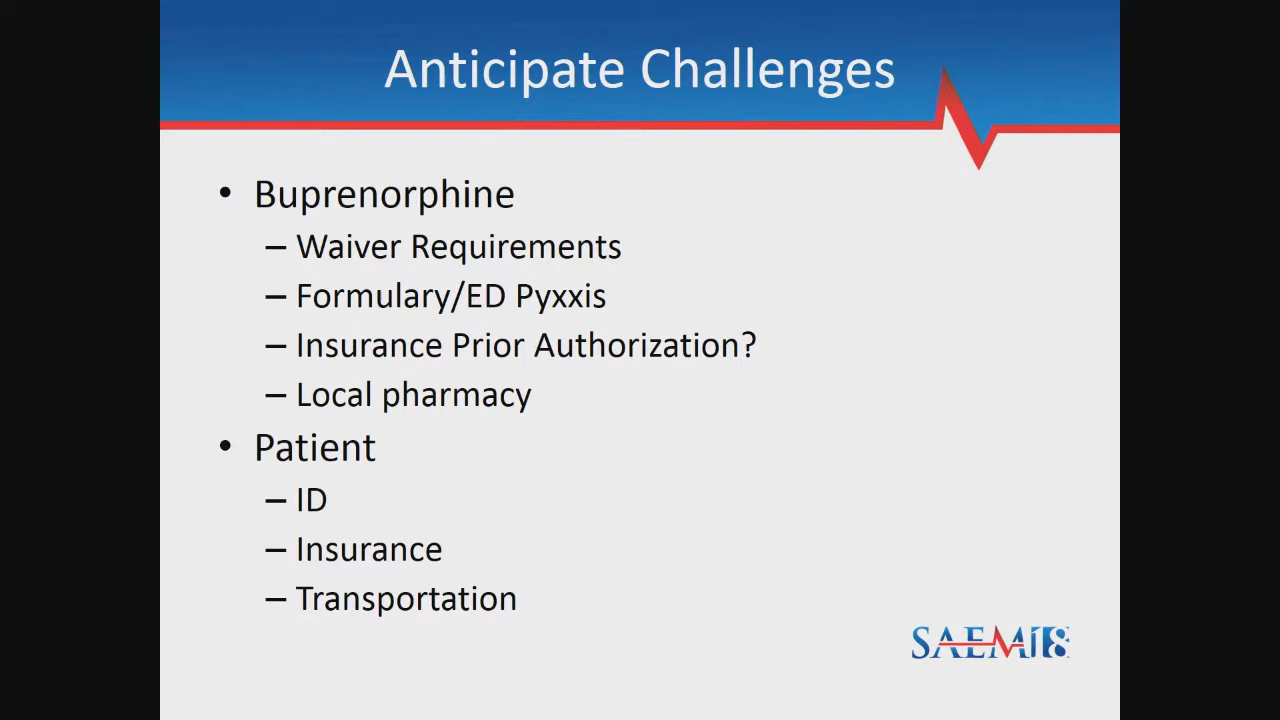 Anticipate Challenges
• Buprenorphine
– Waiver Requirements
– Formulary/ED Pyxxis
– Insurance Prior Authorization?
– Local pharmacy
• Patient
– ID
– Insurance
– Transportation
SAEM18